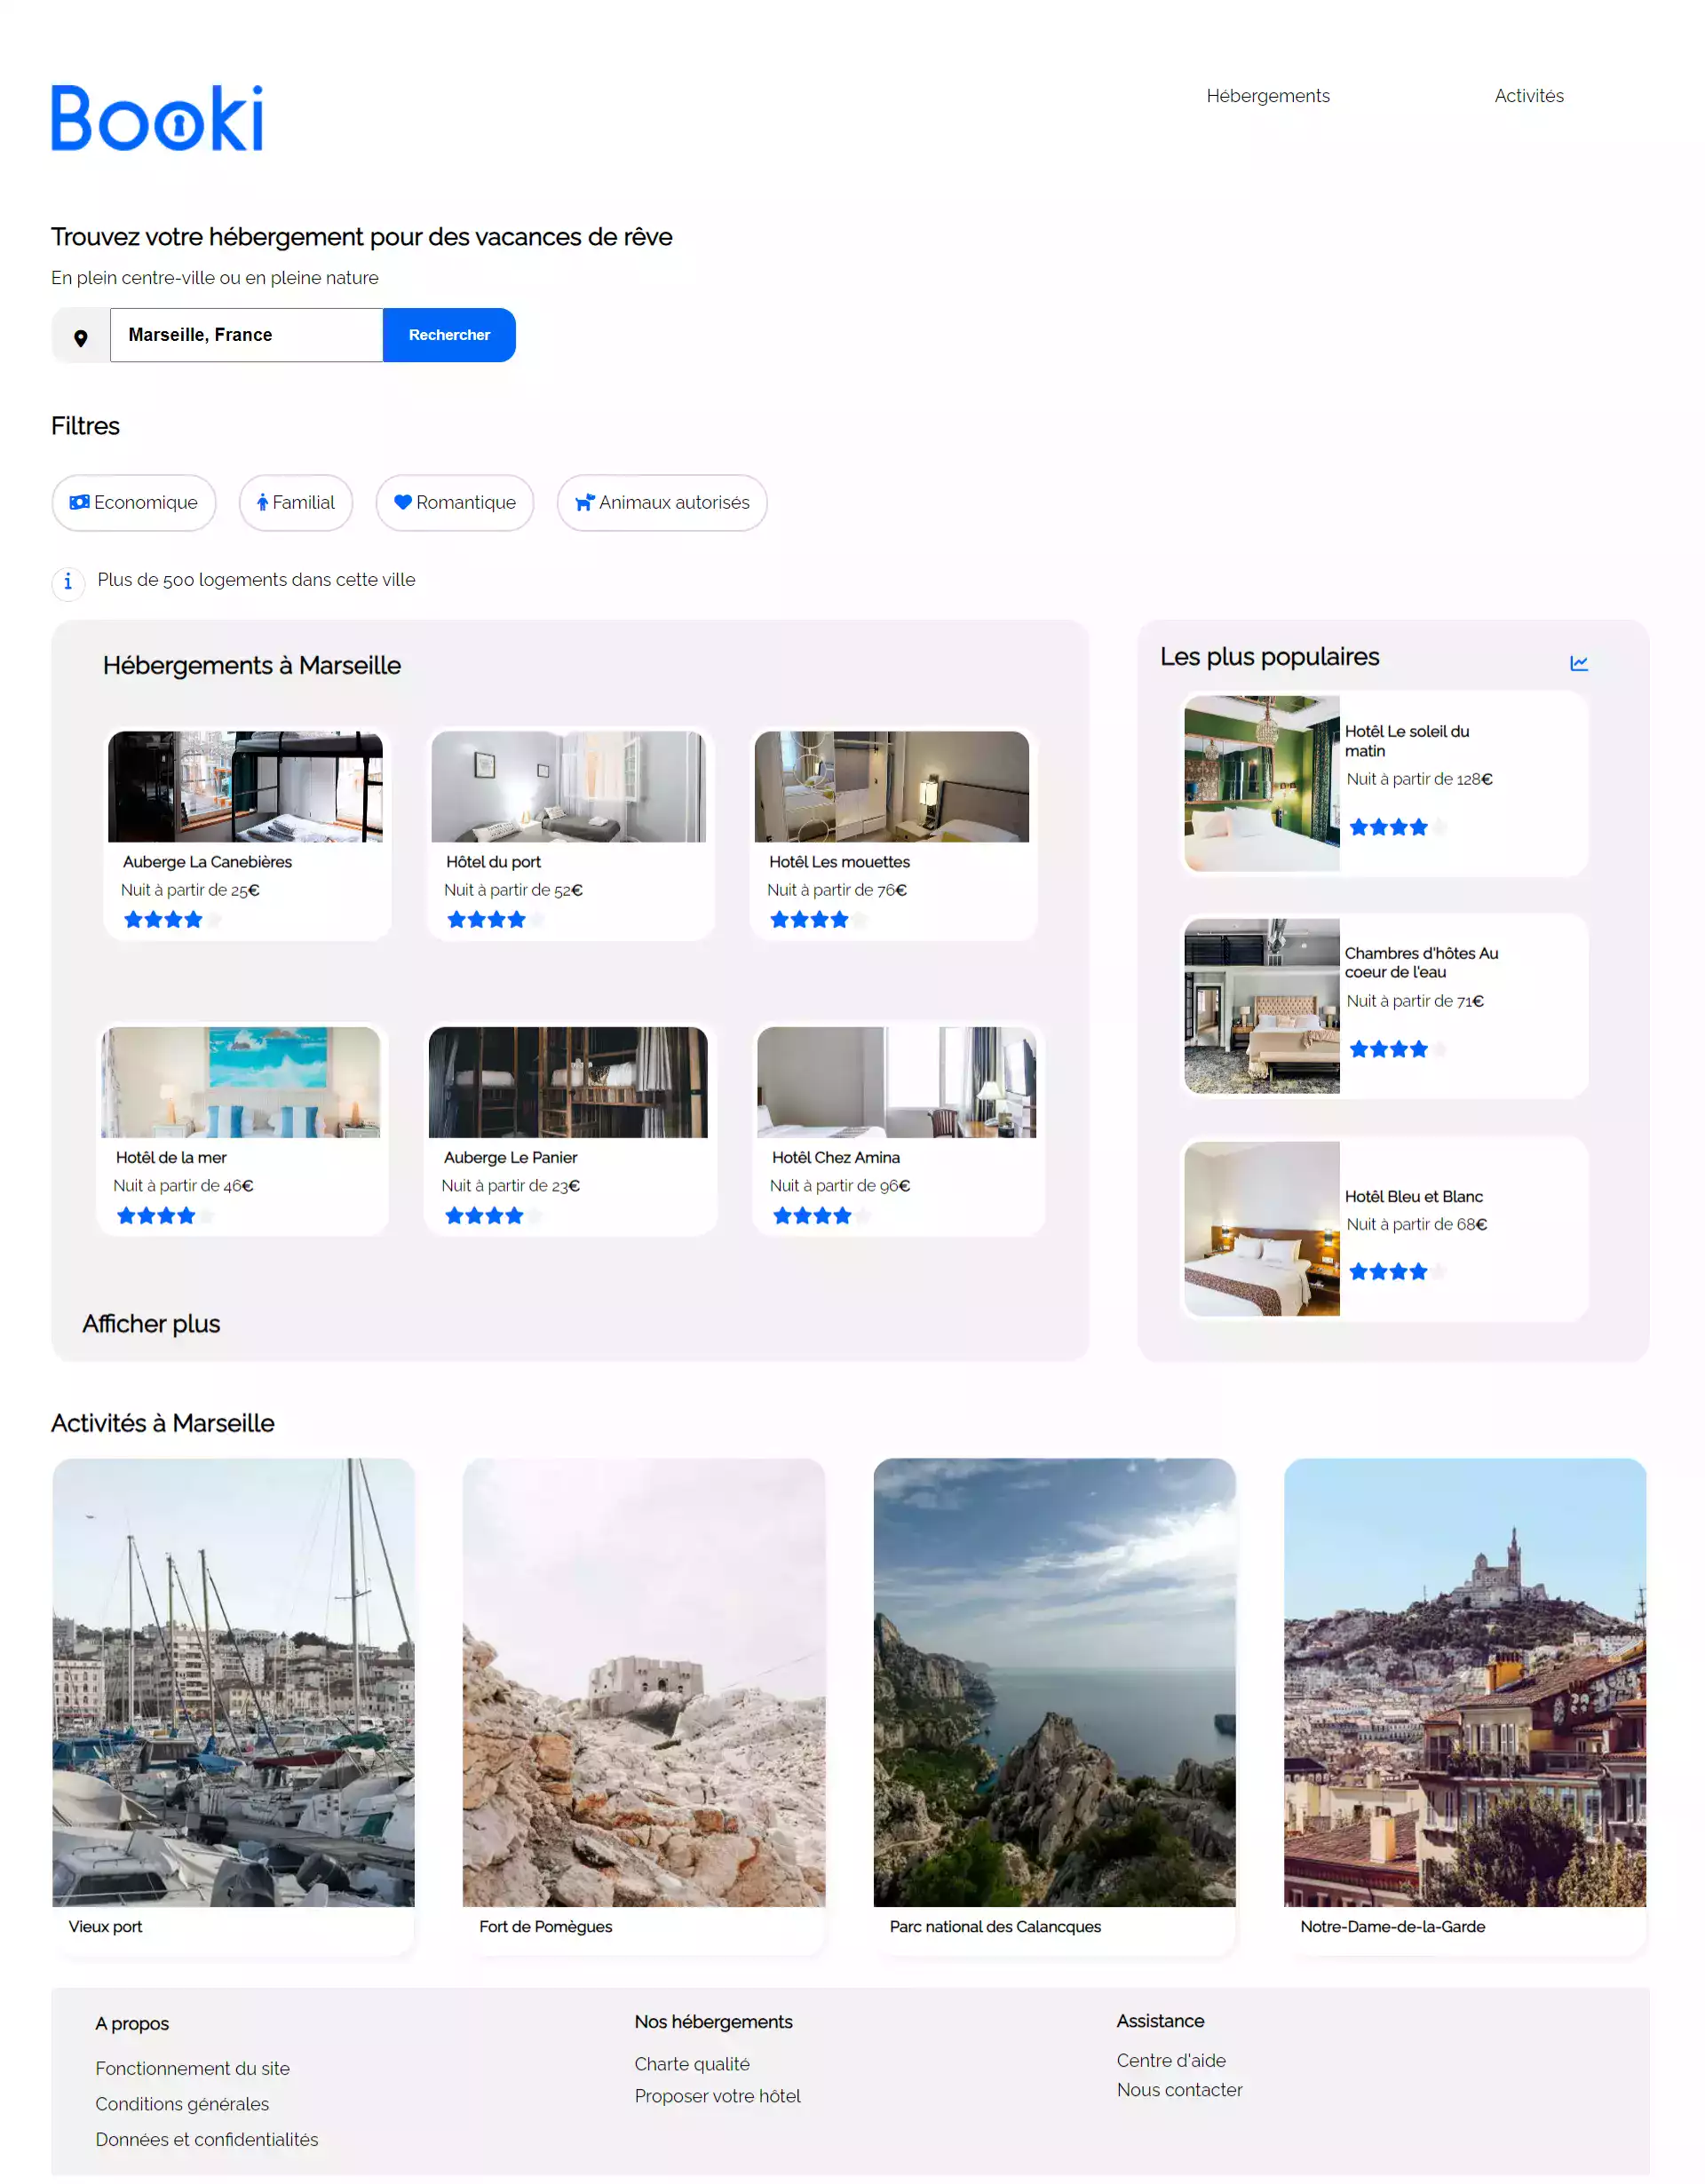 Booki
Hébergements
Activités
Trouvez votre hébergement pour des vacances de rêve
En plein centre-ville ou en pleine nature
Marseille, France
Rechercher
Filtres
Economique
Familial
Romantique
Animaux autorisés
Plus de 500 logements dans cette ville
Hébergements à Marseille
Auberge La Canebières
Nuit à partir de 25€
Hôtel du port
Nuit à partir de 52€
Hotêl Les mouettes
Nuit à partir de 76€
Hotêl de la mer
Nuit à partir de 46€
Auberge Le Panier
Nuit à partir de 23€
Hotêl Chez Amina
Nuit à partir de 96€
Afficher plus
Les plus populaires
Hotêl Le soleil du
matin
Nuit à partir de 128€
Chambres d'hôtes Au
coeur de l'eau
Nuit à partir de 71€
Hotêl Bleu et Blanc
Nuit à partir de 68€
Activités à Marseille
Vieux port
Fort de Pomègues
Parc national des Calancques
Notre-Dame-de-la-Garde
A propos
Fonctionnement du site
Conditions générales
Données et confidentialités
Nos hébergements
Charte qualité
Proposer votre hôtel
Assistance
Centre d'aide
Nous contacter